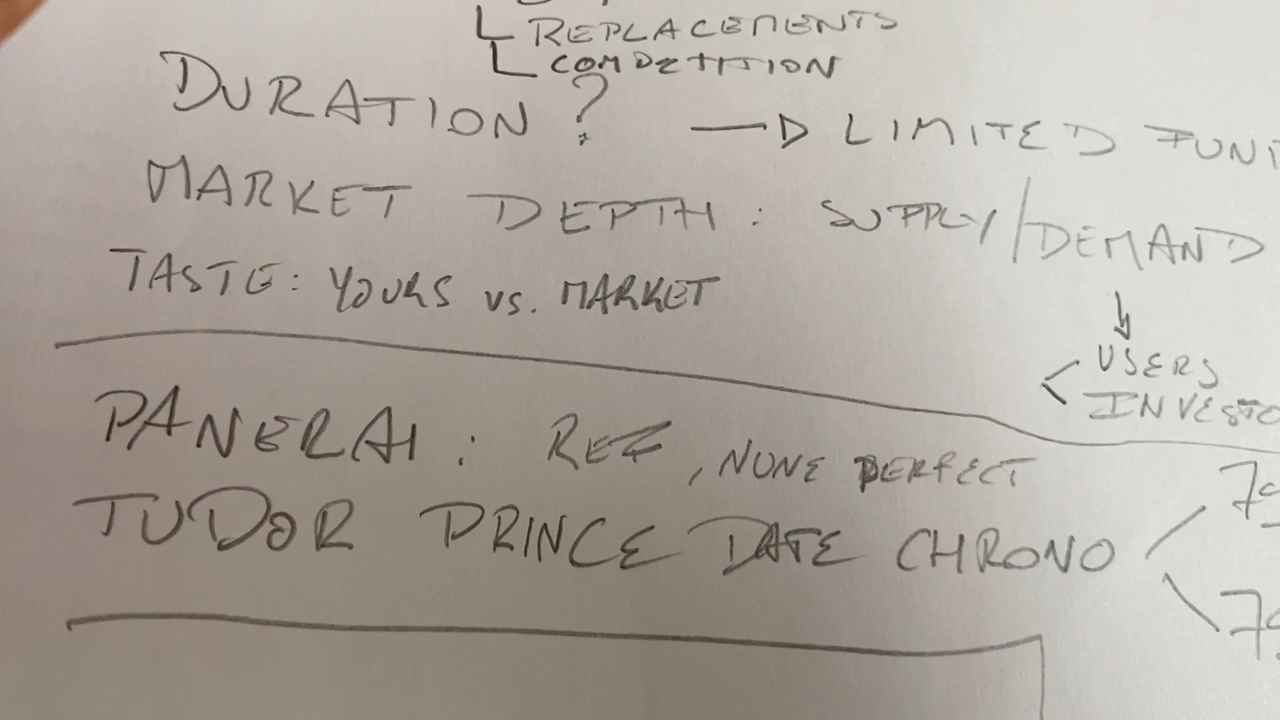 REPLACEMENTS
COMPETITION
DURATION? → LIMITED
MARKET DEPTH: SUPPLY/DEMAND
TASTE: YOURS vs. MARKET
USERS
PANERAI: REF, NONE PERFECT
TUDOR PRINCE DATE CHRONO